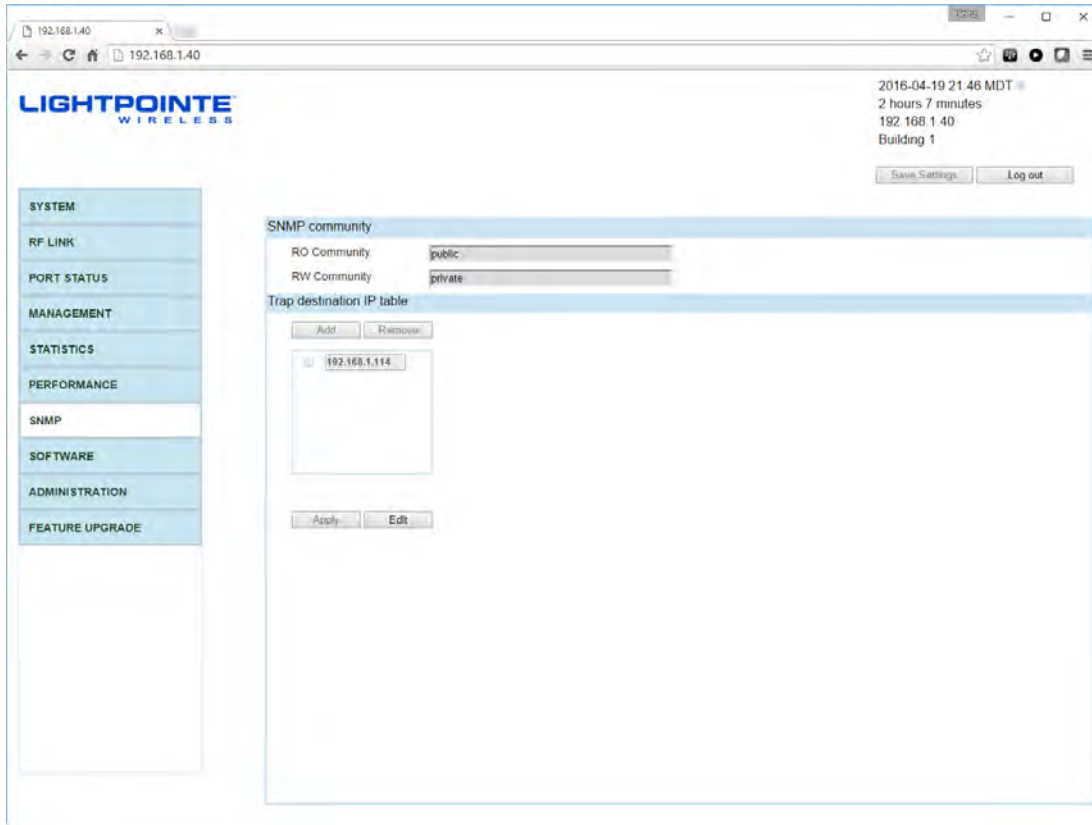 192.168.1.40
192.168.1.40
LIGHTPOINTE
WIRELESS
2016-04-19 21:46 MDT
2 hours 7 minutes
192.168.1.40
Building 1
Save Settings Log out
SYSTEM
RF LINK
PORT STATUS
MANAGEMENT
STATISTICS
PERFORMANCE
SNMP
SOFTWARE
ADMINISTRATION
FEATURE UPGRADE
SNMP community
RO Community public
RW Community private
Trap destination IP table
Add Remove
192.168.1.114
Apply Edit